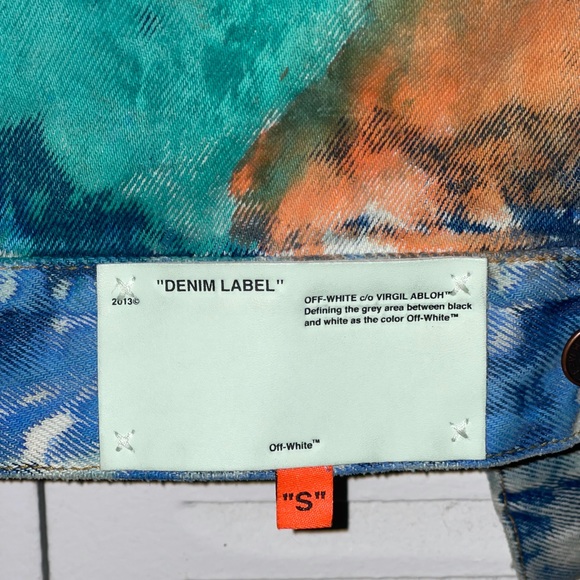 "DENIM LABEL"
2013©
OFF-WHITE c/o VIRGIL ABLOH™
Defining the grey area between black
and white as the color Off-White™
Off-White™
"S"